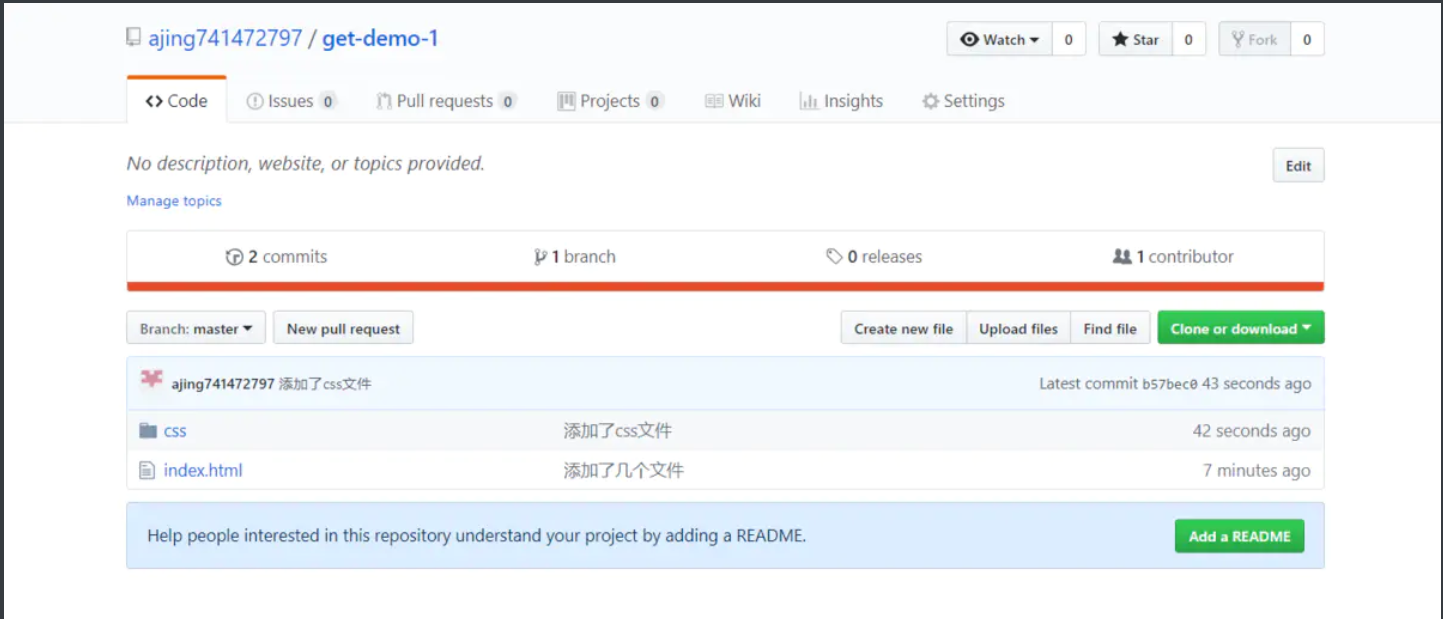 ajing741472797 / get-demo-1 Watch 0 Star 0 Fork 0
Code Issues 0 Pull requests 0 Projects 0 Wiki Insights Settings
No description, website, or topics provided. Edit
Manage topics
2 commits 1 branch 0 releases 1 contributor
Branch: master New pull request Create new file Upload files Find file Clone or download
ajing741472797 添加了css文件 Latest commit b57bec0 43 seconds ago
css 添加了css文件 42 seconds ago
index.html 添加了几个文件 7 minutes ago
Help people interested in this repository understand your project by adding a README. Add a README